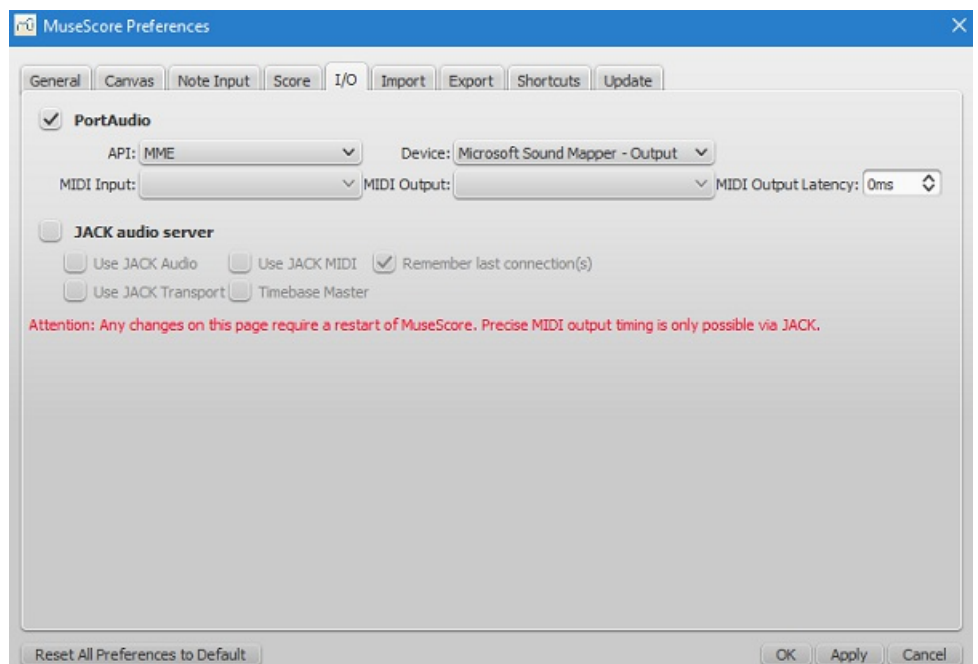 MuseScore Preferences
General Canvas Note Input Score I/O Import Export Shortcuts Update
PortAudio
API: MME Device: Microsoft Sound Mapper - Output
MIDI Input: MIDI Output: MIDI Output Latency: 0ms
JACK audio server
Use JACK Audio Use JACK MIDI Remember last connection(s)
Use JACK Transport Timebase Master
Attention: Any changes on this page require a restart of MuseScore. Precise MIDI output timing is only possible via JACK.
Reset All Preferences to Default OK Apply Cancel